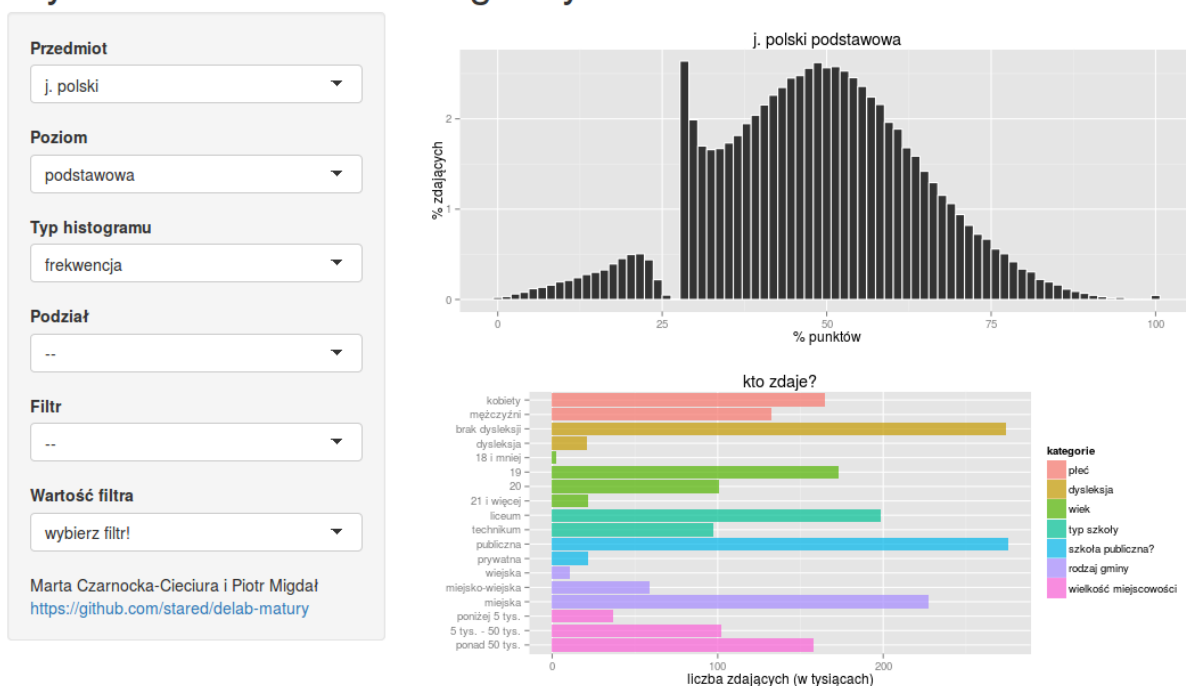 Przedmiot
j. polski
Poziom
podstawowa
Typ histogramu
frekwencja
Podział
--
Filtr
--
Wartość filtra
wybierz filtr!
Marta Czarnocka-Cieciura i Piotr Migdał
https://github.com/stared/delab-matury
j. polski podstawowa
% zdających
2
1
0
0 25 50 75 100
% punktów
kto zdaje?
kobiety
mężczyźni
brak dysleksji
dysleksja
18 i mniej
19
20
21 i więcej
liceum
technikum
publiczna
prywatna
wiejska
miejsko-wiejska
miejska
poniżej 5 tys.
5 tys. - 50 tys.
ponad 50 tys.
0 100 200
liczba zdających (w tysiącach)
kategorie
płeć
dysleksja
wiek
typ szkoły
szkoła publiczna?
rodzaj gminy
wielkość miejscowości